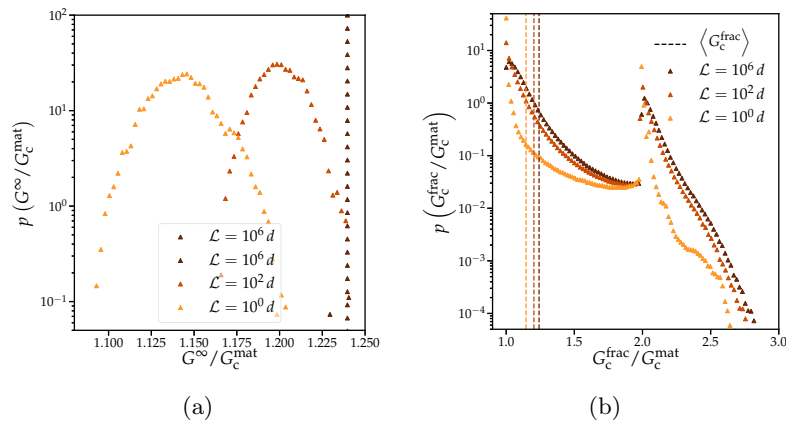 p (G^∞/G_c^mat)
10^2
10^1
10^0
10^-1
ℒ = 10^6 d
ℒ = 10^6 d
ℒ = 10^2 d
ℒ = 10^0 d
1.100 1.125 1.150 1.175 1.200 1.225 1.250
G^∞/G_c^mat
(a)
p (G_c^frac/G_c^mat)
10^1
10^0
10^-1
10^-2
10^-3
10^-4
⟨G_c^frac⟩
ℒ = 10^6 d
ℒ = 10^2 d
ℒ = 10^0 d
1.0 1.5 2.0 2.5 3.0
G_c^frac/G_c^mat
(b)